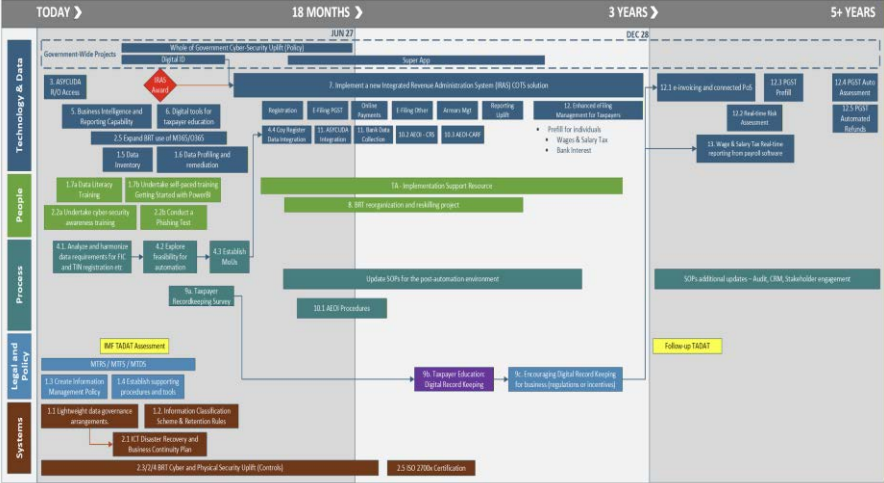 TODAY ❯
18 MONTHS ❯
3 YEARS ❯
5+ YEARS
JUN 27
DEC 28
Technology & Data
Government-Wide Projects
Whole of Government Cyber-Security Uplift (Policy)
Digital ID
Super App
3. ASYCUDA
R/O Access
IRAS
Award
7. Implement a new Integrated Revenue Administration System (IRAS) COTS solution
5. Business Intelligence and
Reporting Capability
6. Digital tools for
taxpayer education
2.5 Expand BRT use of M365/O365
1.5 Data
Inventory
1.6 Data Profiling and
remediation
Registration
E-Filing PGST
Online
Payments
E-Filing Other
Arrears Mgt
Reporting
Uplift
4.4 Coy Register
Data Integration
11. ASYCUDA
Integration
11. Bank Data
Collection
10.2 AEOI - CRS
10.3 AEOI-CARF
12. Enhanced eFiling
Management for Taxpayers
• Prefill for individuals
• Wages & Salary Tax
• Bank Interest
12.1 e-invoicing and connected PoS
12.3 PGST
Prefill
12.4 PGST Auto
Assessment
12.2 Real-time Risk
Assessment
12.5 PGST
Automated
Refunds
13. Wage & Salary Tax Real-time
reporting from payroll software
People
1.7a Data Literacy
Training
1.7b Undertake self-paced training
Getting Started with PowerBI
2.2a Undertake cyber-security
awareness training
2.2b Conduct a
Phishing Test
TA - Implementation Support Resource
8. BRT reorganization and reskilling project
Process
4.1. Analyze and harmonize
data requirements for FIC
and TIN registration etc
4.2 Explore
feasibility for
automation
4.3 Establish
MoUs
Update SOPs for the post-automation environment
SOPs additional updates – Audit, CRM, Stakeholder engagement
9a. Taxpayer
Recordkeeping Survey
10.1 AEOI Procedures
Legal and
Policy
IMF TADAT Assessment
Follow-up TADAT
MTRS / MTFS / MTDS
1.3 Create Information
Management Policy
1.4 Establish supporting
procedures and tools
9b. Taxpayer Education:
Digital Record Keeping
9c. Encouraging Digital Record Keeping
for business (regulations or incentives)
Systems
1.1 Lightweight data governance
arrangements.
1.2. Information Classification
Scheme & Retention Rules
2.1 ICT Disaster Recovery and
Business Continuity Plan
2.3/2/4 BRT Cyber and Physical Security Uplift (Controls)
2.5 ISO 2700x Certification